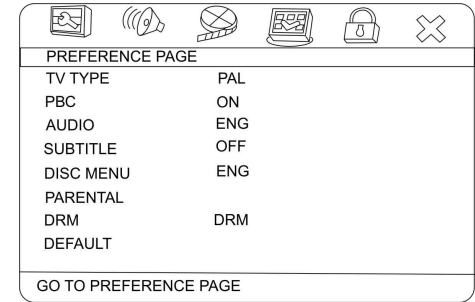 PREFERENCE PAGE
TV TYPE PAL
PBC ON
AUDIO ENG
SUBTITLE OFF
DISC MENU ENG
PARENTAL
DRM DRM
DEFAULT
GO TO PREFERENCE PAGE